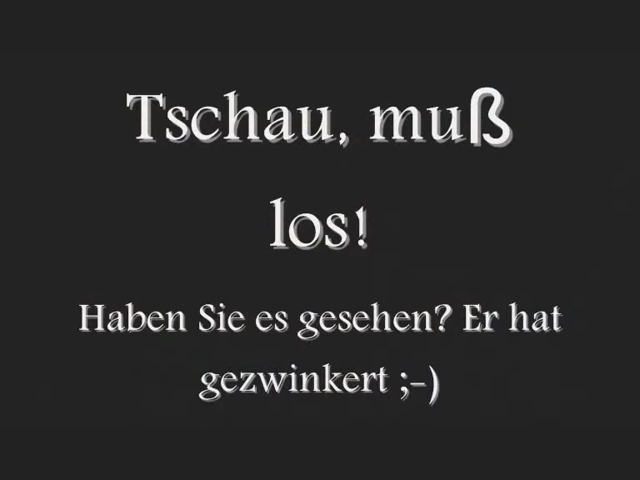 Tschau, muß
los!
Haben Sie es gesehen? Er hat
gezwinkert ;-)